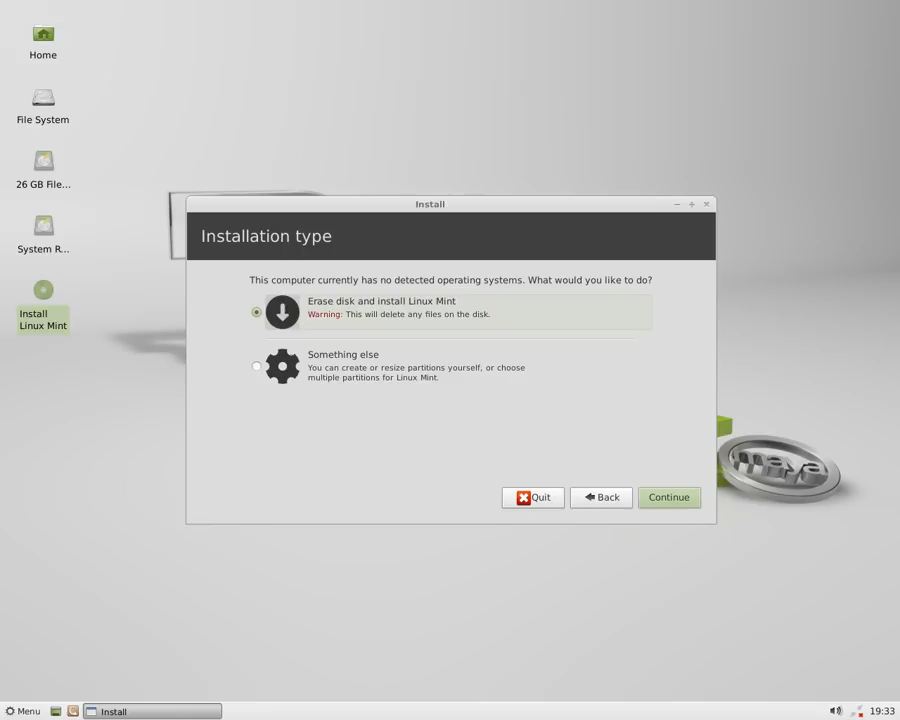 Home
File System
26 GB File...
System R...
Install
Linux Mint
Install
Installation type
This computer currently has no detected operating systems. What would you like to do?
Erase disk and install Linux Mint
Warning: This will delete any files on the disk.
Something else
You can create or resize partitions yourself, or choose
multiple partitions for Linux Mint.
Quit
Back
Continue
maya
Menu
Install
19:33